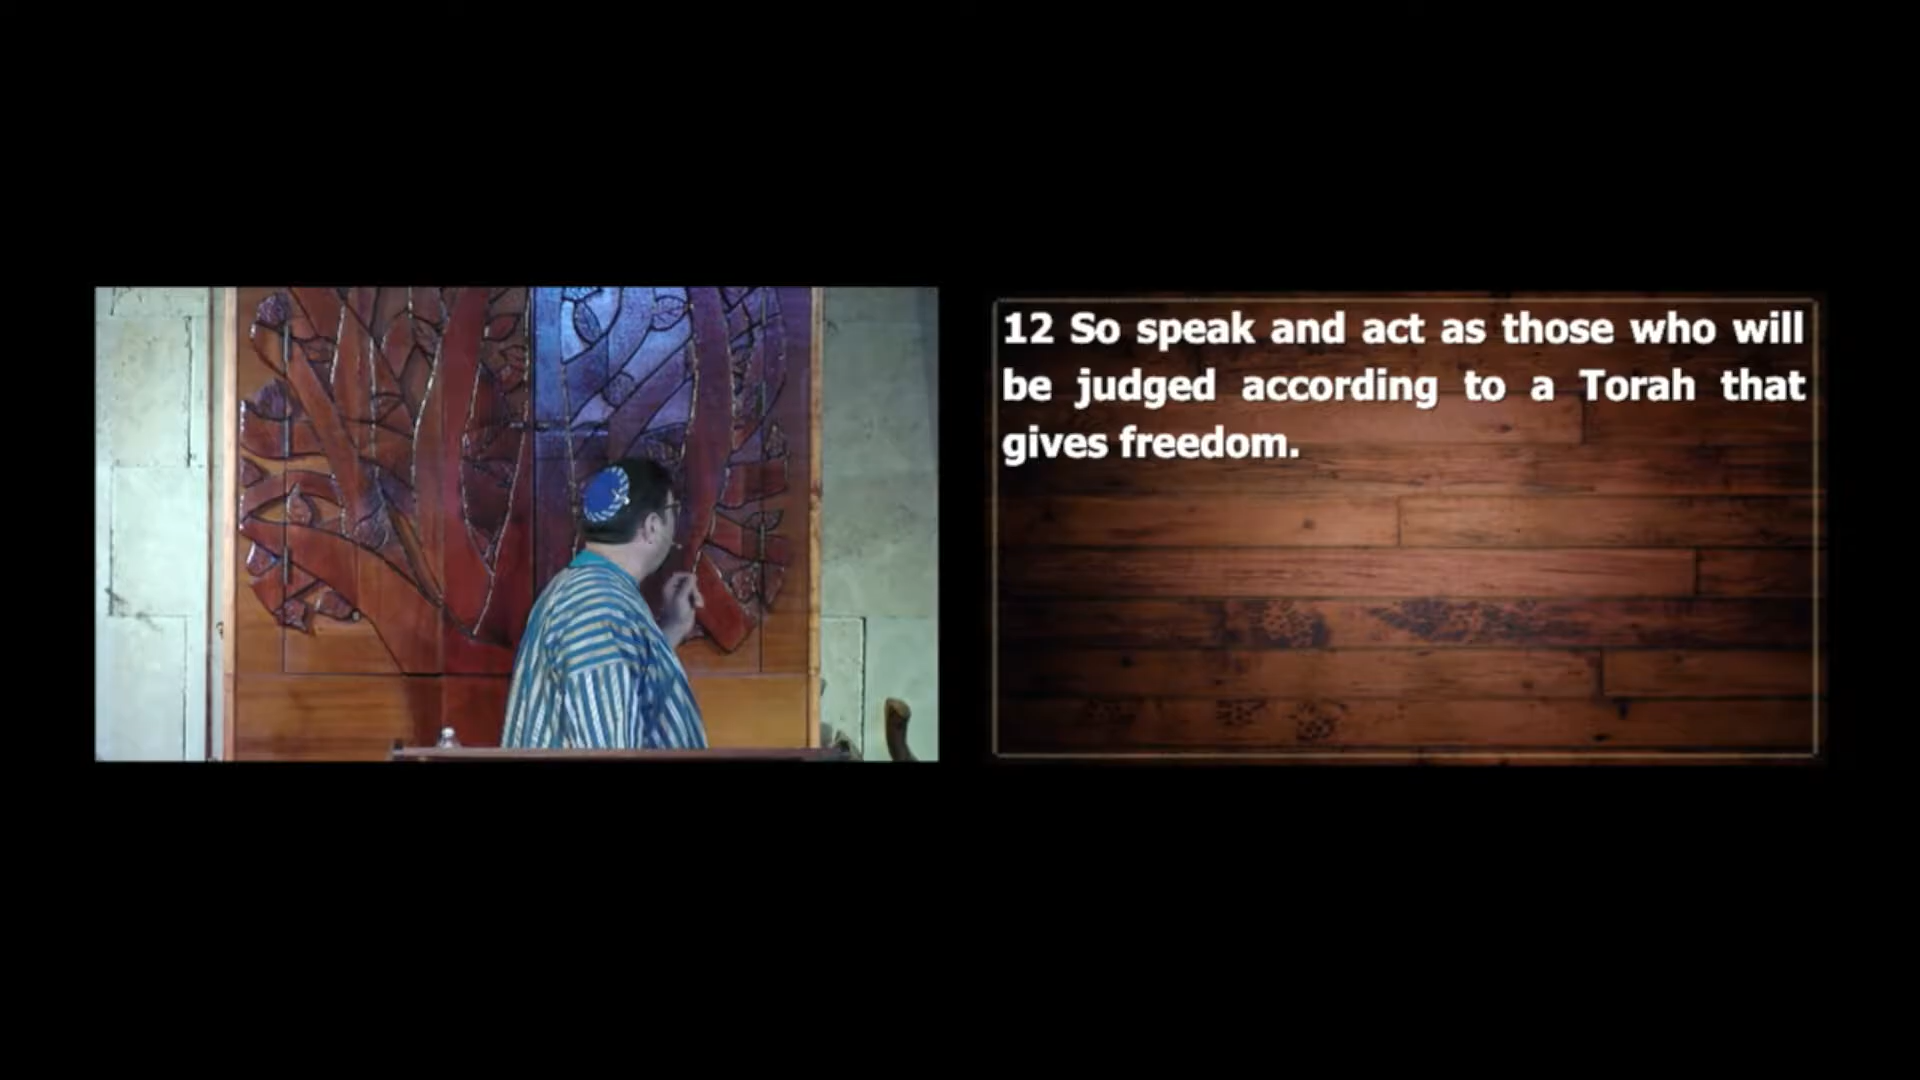 12 So speak and act as those who will
be judged according to a Torah that
gives freedom.